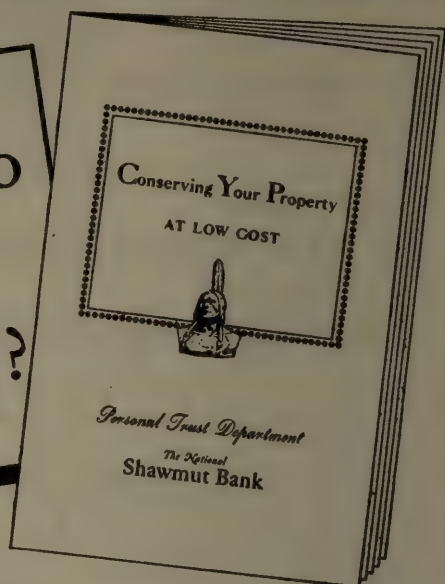 O
?
Conserving Your Property
AT LOW COST
Personal Trust Department
The National
Shawmut Bank